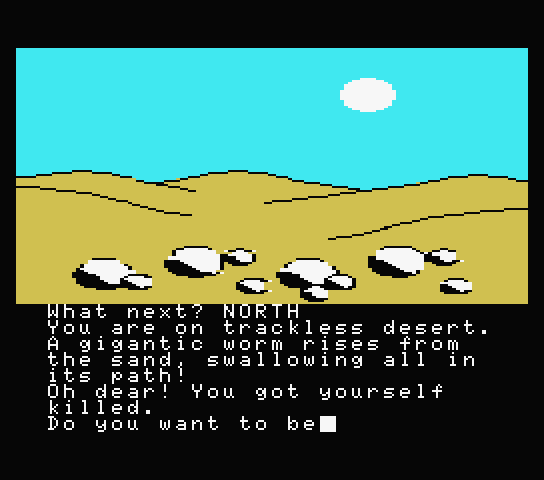 What next? NORTH
You are on trackless desert.
A gigantic worm rises from
the sand, swallowing all in
its path!
Oh dear! You got yourself
killed.
Do you want to be